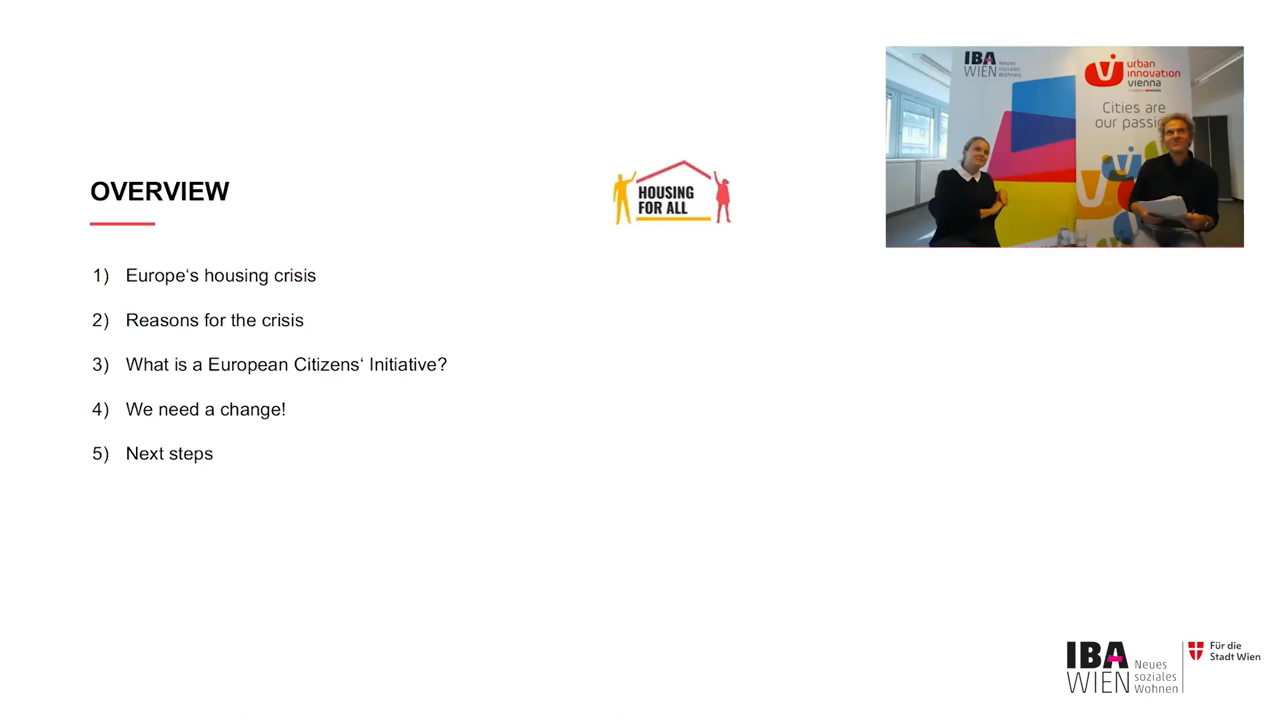 OVERVIEW
1) Europe‘s housing crisis
2) Reasons for the crisis
3) What is a European Citizens‘ Initiative?
4) We need a change!
5) Next steps
HOUSING
FOR ALL
IBA
WIEN
Neues
soziales
Wohnen
urban
innovation
vienna
Cities are
our passi
IBA
WIEN
Neues
soziales
Wohnen
Für die
Stadt Wien